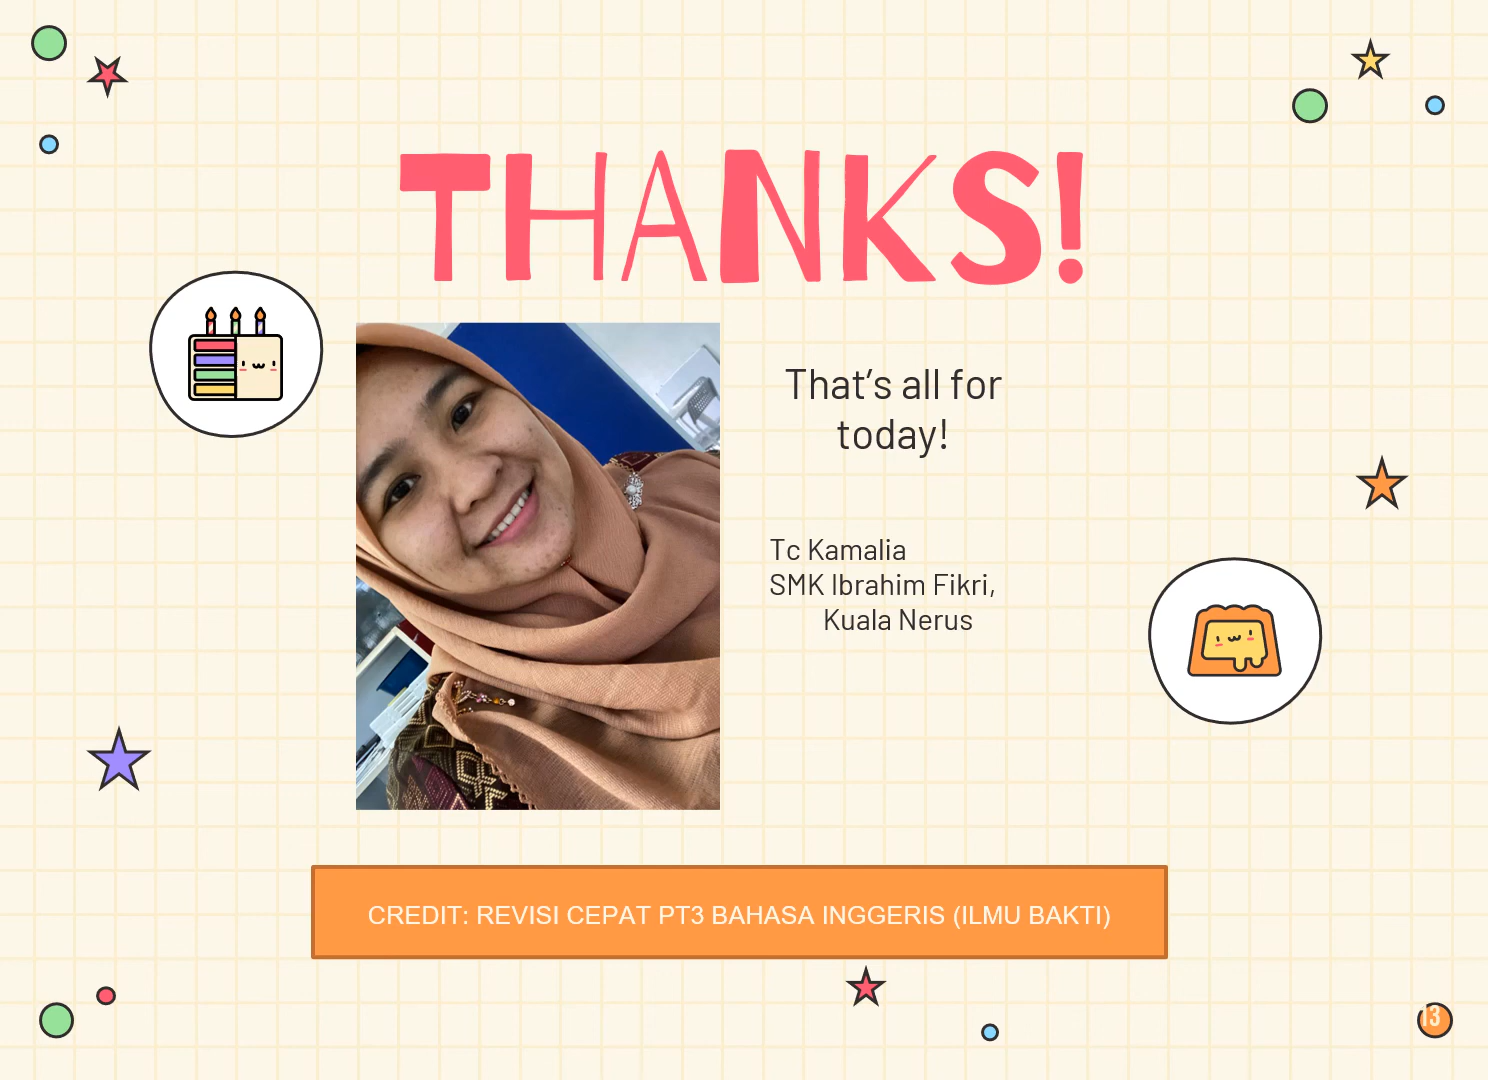 THANKS!
That’s all for
today!
Tc Kamalia
SMK Ibrahim Fikri,
Kuala Nerus
CREDIT: REVISI CEPAT PT3 BAHASA INGGERIS (ILMU BAKTI)
13